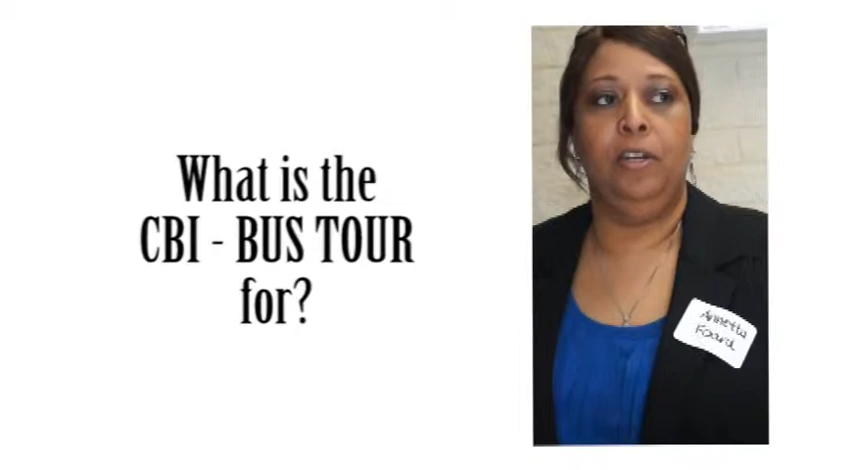 What is the
CBI - BUS TOUR
for?
Annetta
Foard